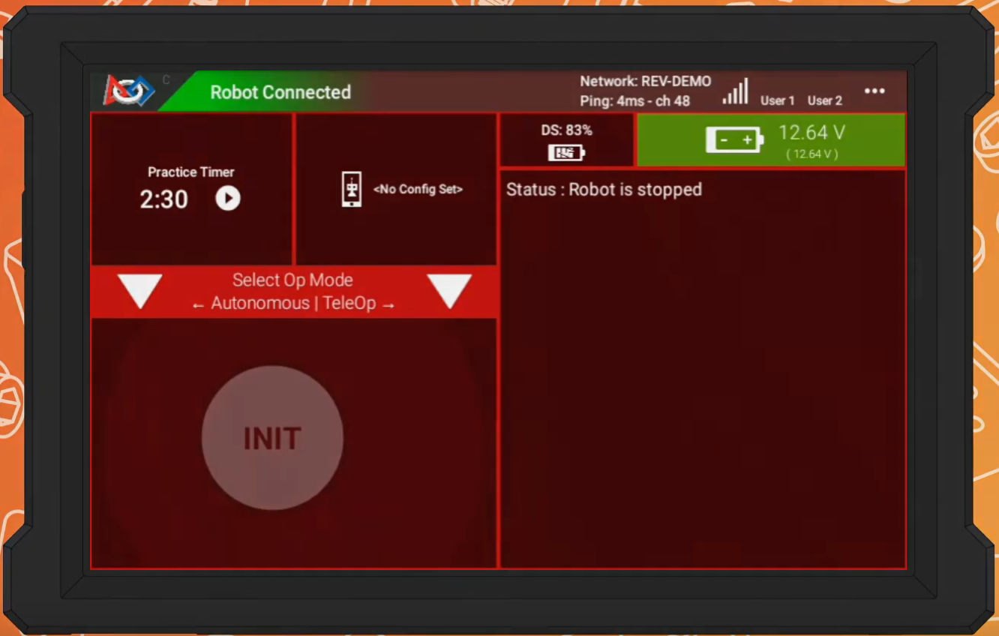 C
Robot Connected
Network: REV-DEMO
Ping: 4ms - ch 48
User 1 User 2
Practice Timer
2:30
<No Config Set>
DS: 83%
12.64 V
( 12.64 V )
Select Op Mode
← Autonomous | TeleOp →
Status : Robot is stopped
INIT